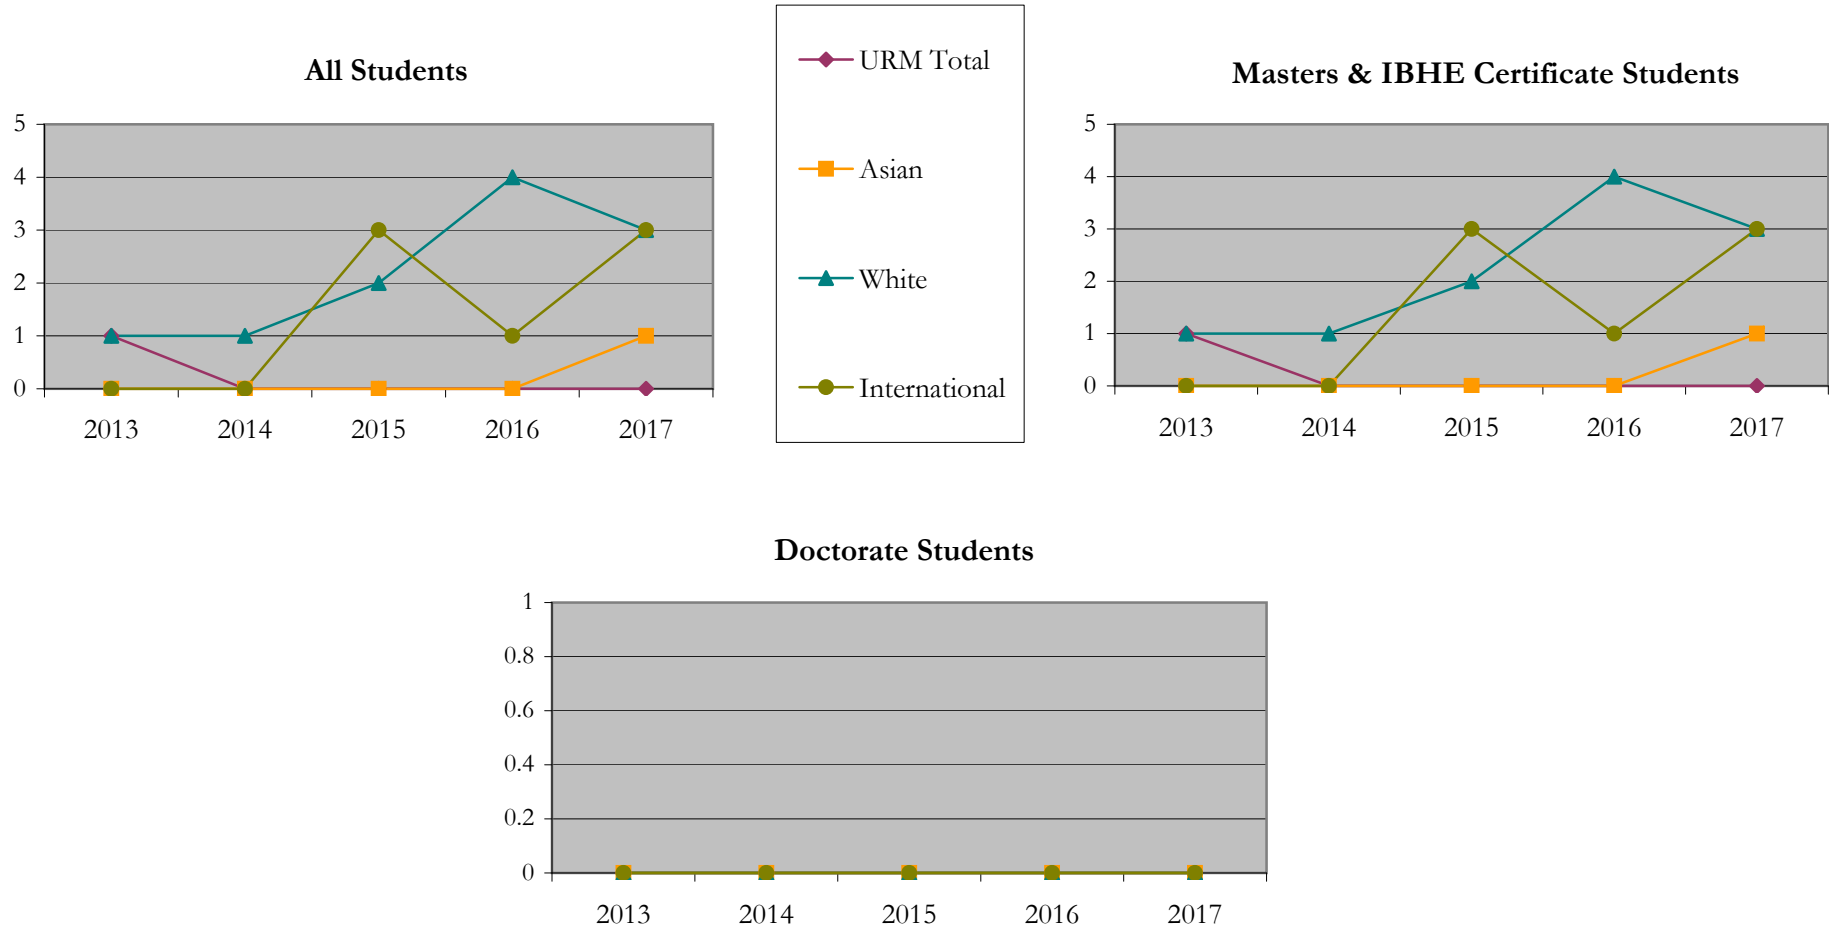 All Students
5
4
3
2
1
0
2013 2014 2015 2016 2017
URM Total
Asian
White
International
Masters & IBHE Certificate Students
5
4
3
2
1
0
2013 2014 2015 2016 2017
Doctorate Students
1
0.8
0.6
0.4
0.2
0
2013 2014 2015 2016 2017